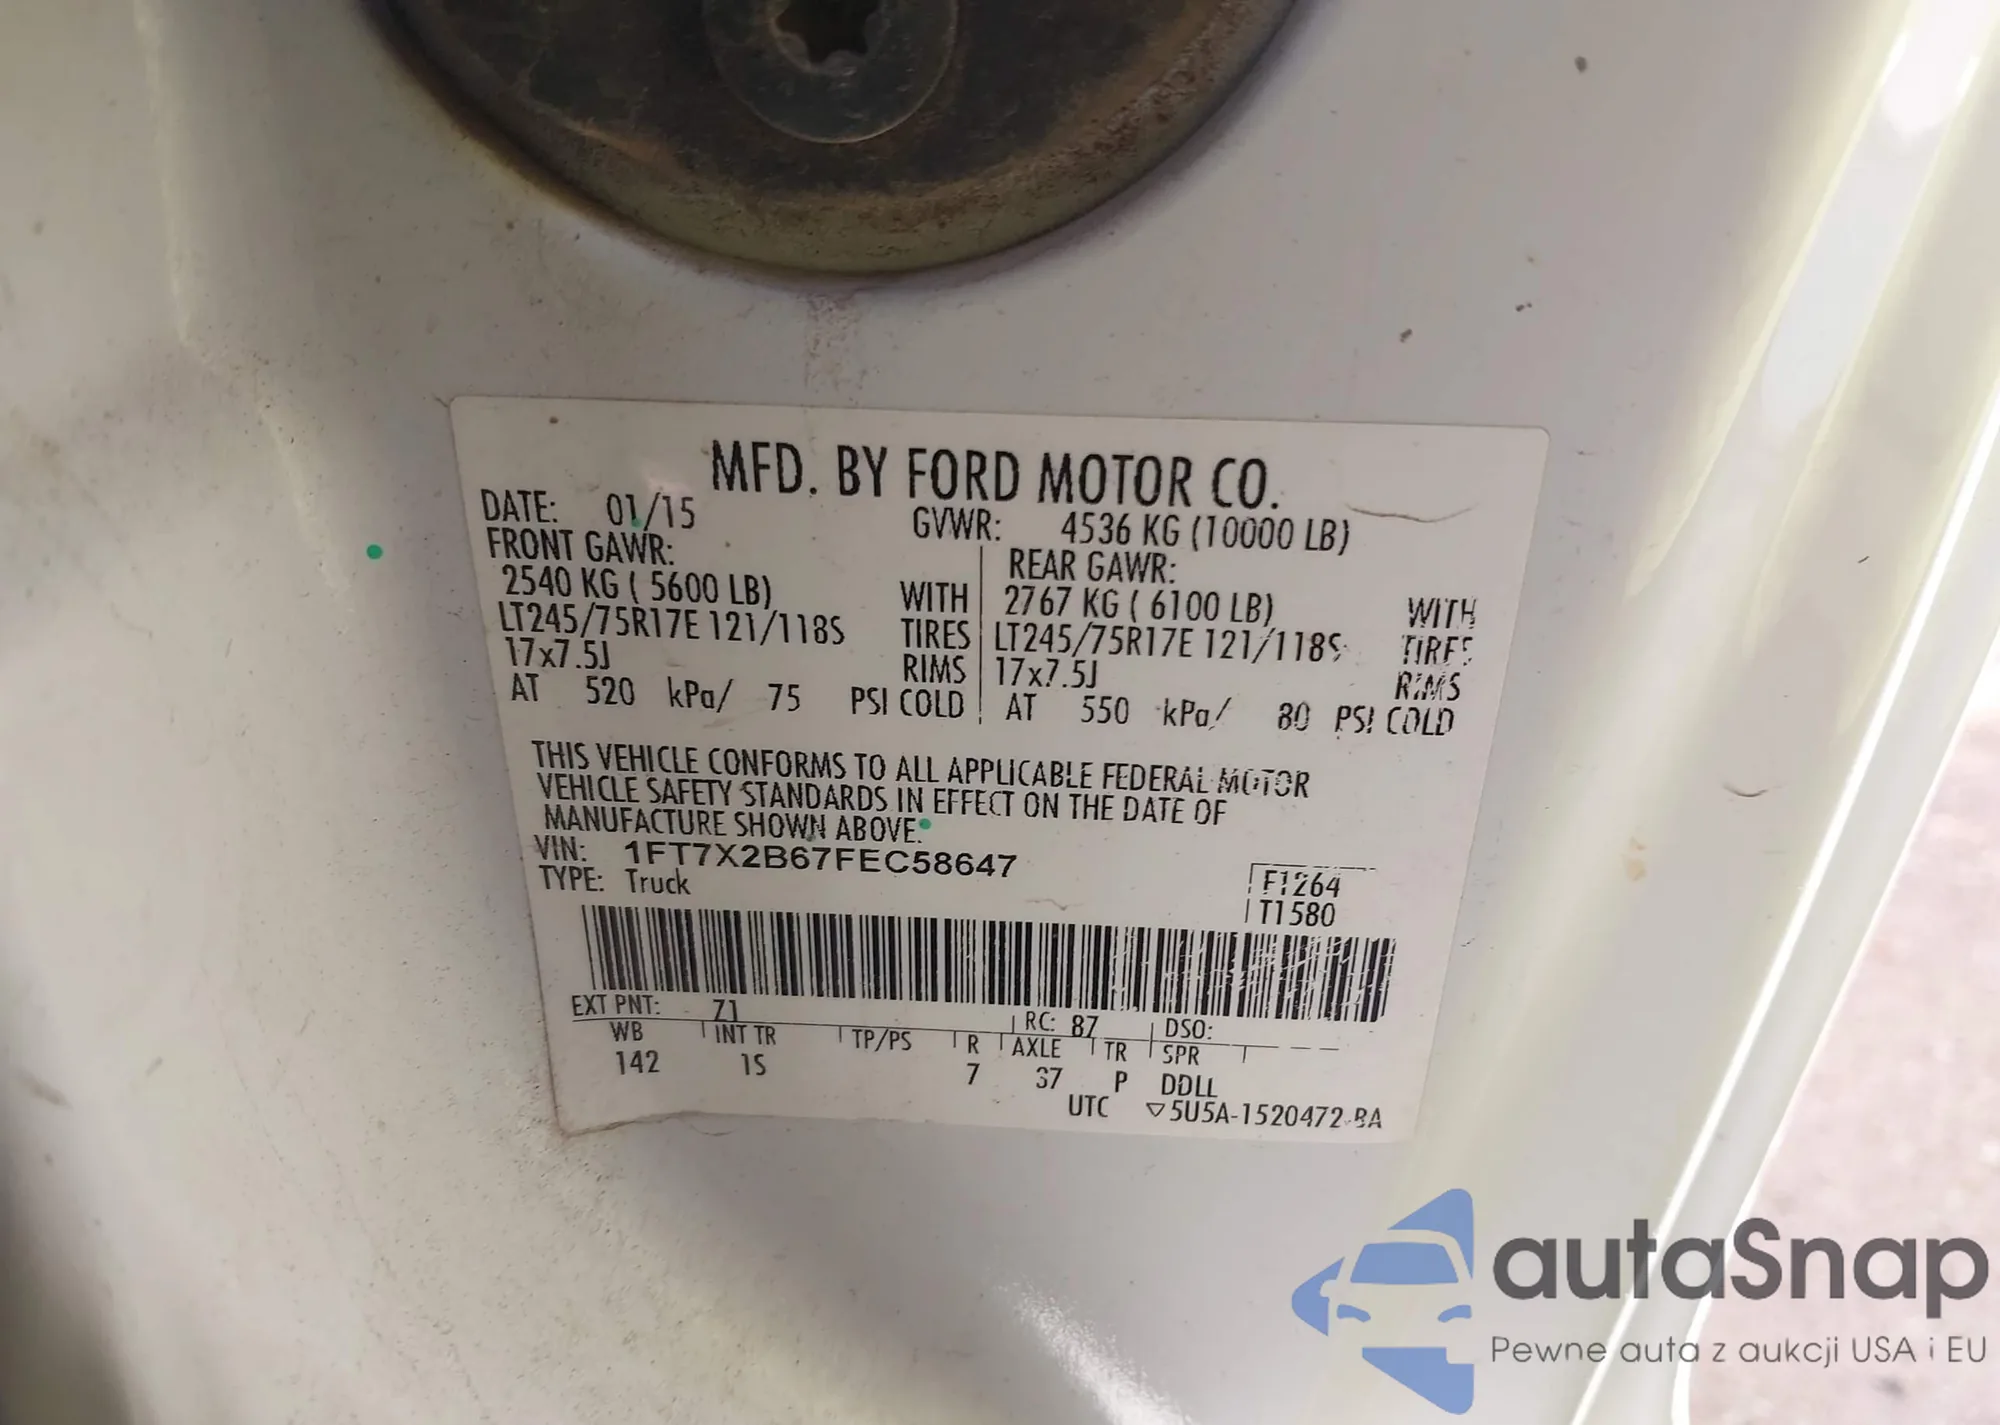 MFD. BY FORD MOTOR CO.
DATE: 01/15 GVWR: 4536 KG (10000 LB)
FRONT GAWR: REAR GAWR:
2540 KG ( 5600 LB) WITH 2767 KG ( 6100 LB) WITH
LT245/75R17E 121/118S TIRES LT245/75R17E 121/118S TIRES
17x7.5J RIMS 17x7.5J RIMS
AT 520 kPa/ 75 PSI COLD AT 550 kPa/ 80 PSI COLD
THIS VEHICLE CONFORMS TO ALL APPLICABLE FEDERAL MOTOR
VEHICLE SAFETY STANDARDS IN EFFECT ON THE DATE OF
MANUFACTURE SHOWN ABOVE.
VIN: 1FT7X2B67FEC58647
TYPE: Truck F1264
T1580
EXT PNT: Z1 RC: 87 DSO:
WB INT TR TP/PS R AXLE TR SPR
142 1S 7 37 P DDLL
UTC ▽5U5A-1520472-BA
autaSnap
Pewne auta z aukcji USA i EU